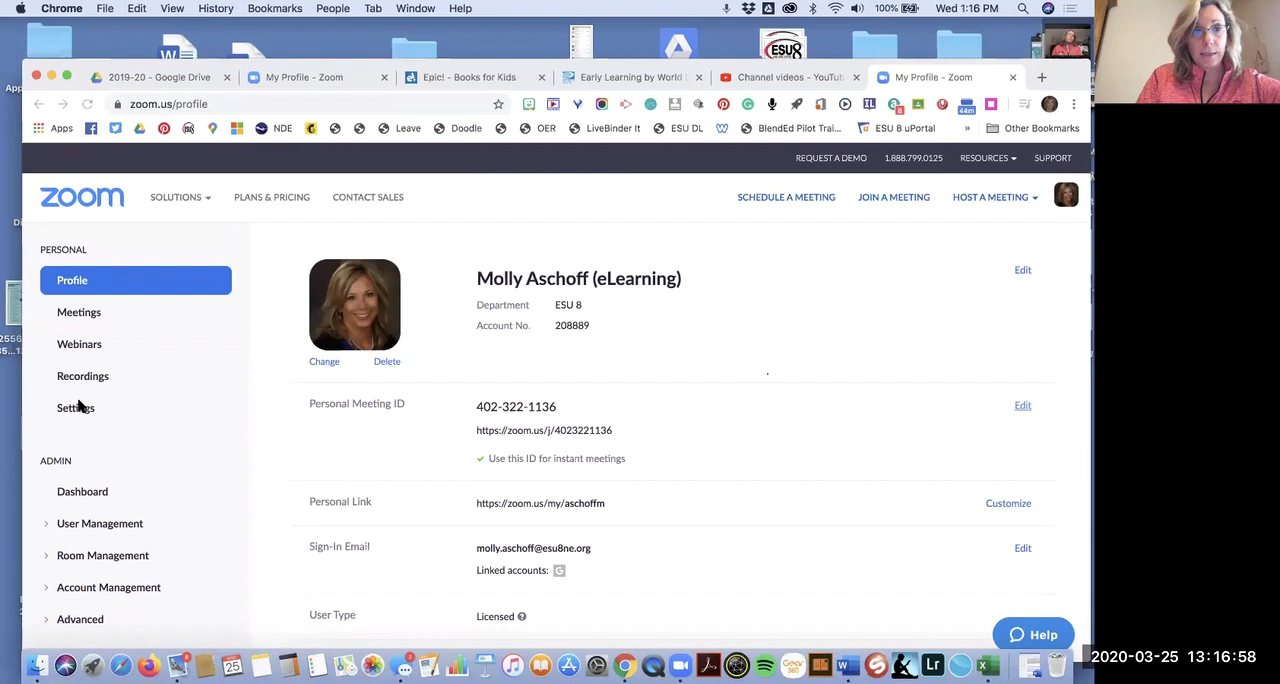 Chrome File Edit View History Bookmarks People Tab Window Help 100% Wed 1:16 PM
2019-20 - Google Drive My Profile - Zoom Epic! - Books for Kids Early Learning by World Channel videos - YouTu My Profile - Zoom
zoom.us/profile
Apps NDE Leave Doodle OER LiveBinder It ESU DL BlendEd Pilot Trai... ESU 8 uPortal » Other Bookmarks
REQUEST A DEMO 1.888.799.0125 RESOURCES SUPPORT
zoom SOLUTIONS PLANS & PRICING CONTACT SALES SCHEDULE A MEETING JOIN A MEETING HOST A MEETING
PERSONAL
Profile
Meetings
Webinars
Recordings
Settings
ADMIN
Dashboard
User Management
Room Management
Account Management
Advanced
Molly Aschoff (eLearning) Edit
Department ESU 8
Account No. 208889
Change Delete
Personal Meeting ID 402-322-1136 Edit
https://zoom.us/j/4023221136
Use this ID for instant meetings
Personal Link https://zoom.us/my/aschoffm Customize
Sign-In Email molly.aschoff@esu8ne.org Edit
Linked accounts: G
User Type Licensed
Help
2020-03-25 13:16:58